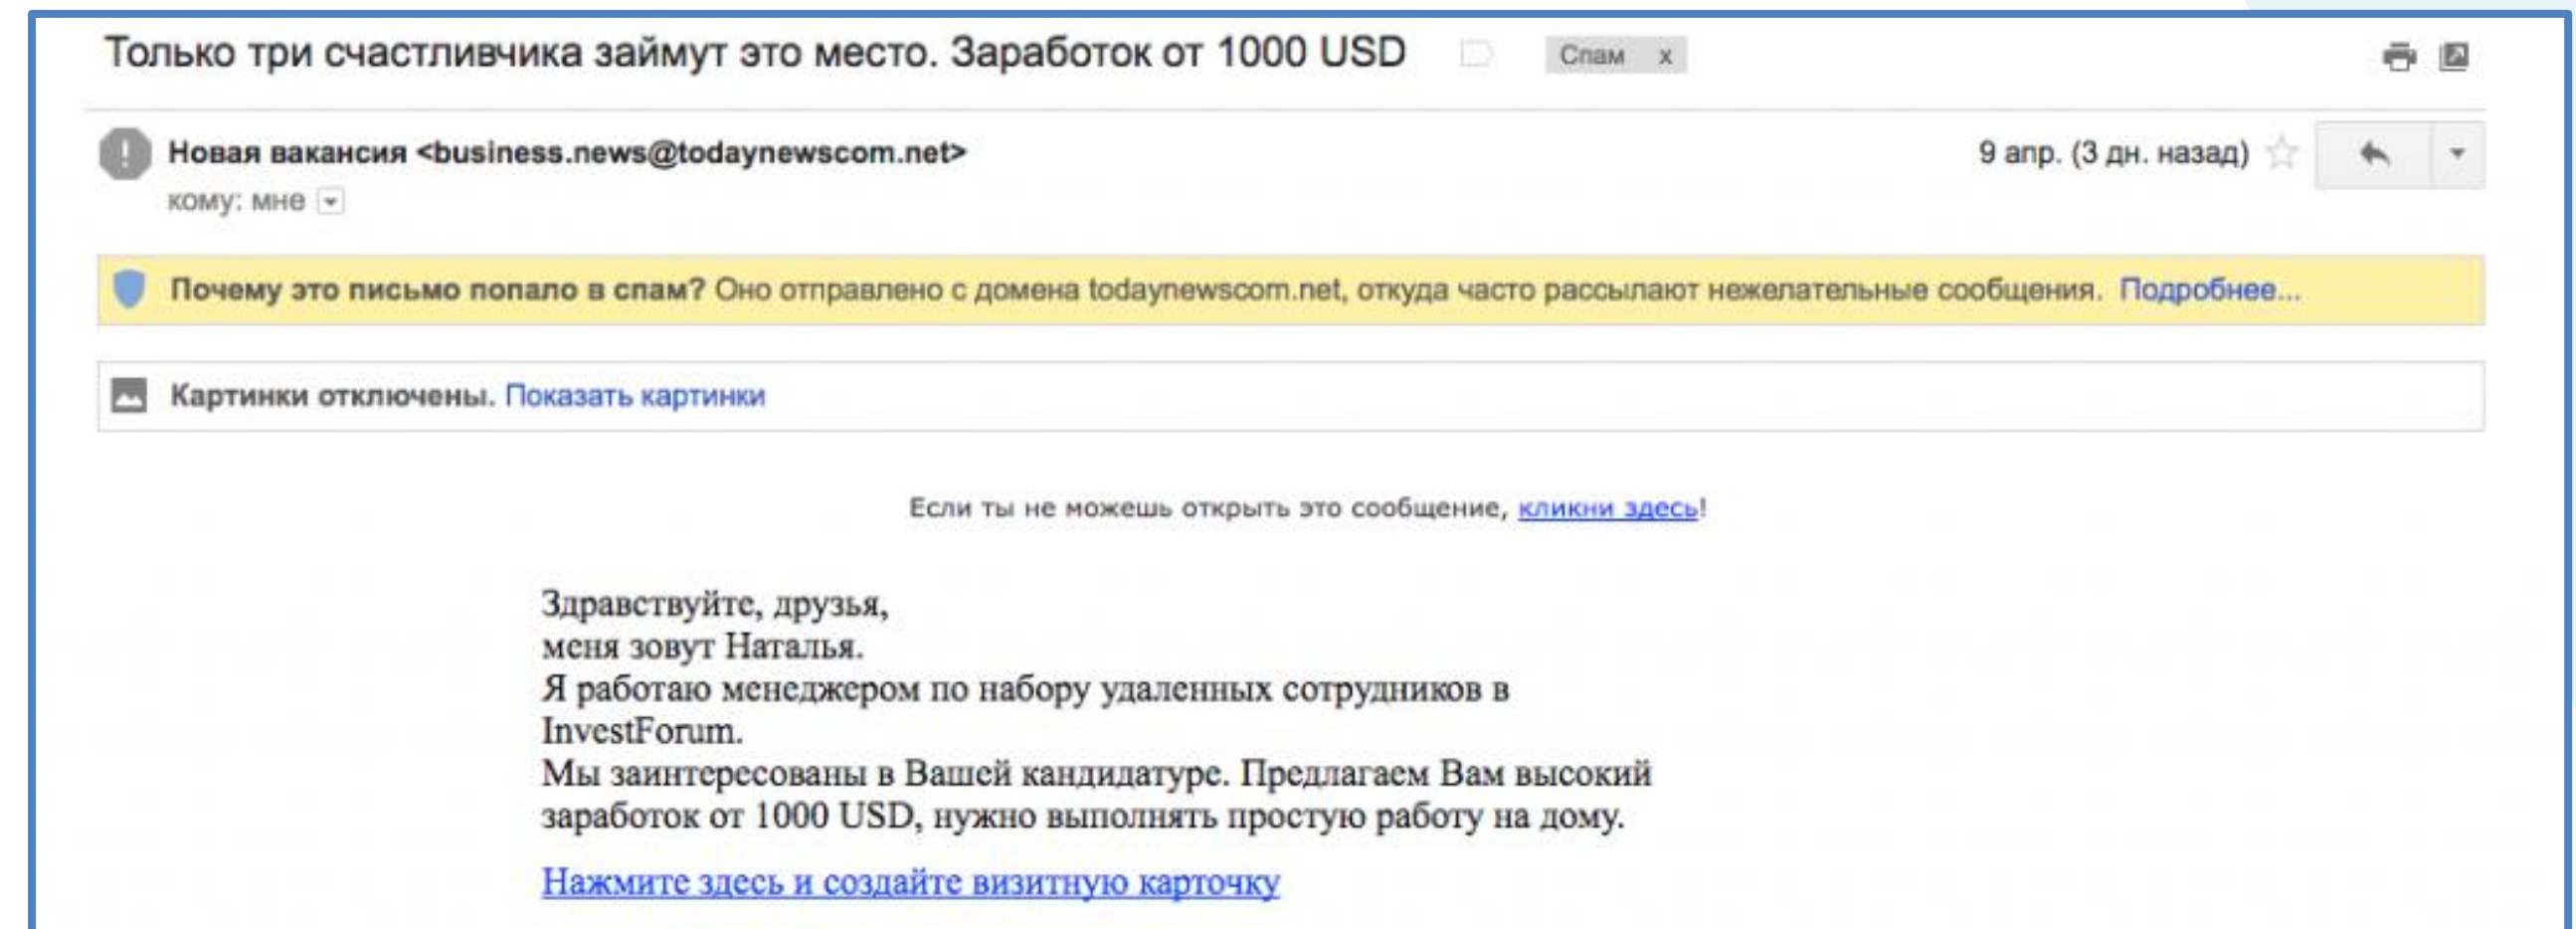 Только три счастливчика займут это место. Заработок от 1000 USD Спам x
Новая вакансия <business.news@todaynewscom.net> 9 апр. (3 дн. назад)
кому: мне
Почему это письмо попало в спам? Оно отправлено с домена todaynewscom.net, откуда часто рассылают нежелательные сообщения. Подробнее...
Картинки отключены. Показать картинки
Если ты не можешь открыть это сообщение, кликни здесь!
Здравствуйте, друзья,
меня зовут Наталья.
Я работаю менеджером по набору удаленных сотрудников в
InvestForum.
Мы заинтересованы в Вашей кандидатуре. Предлагаем Вам высокий
заработок от 1000 USD, нужно выполнять простую работу на дому.
Нажмите здесь и создайте визитную карточку